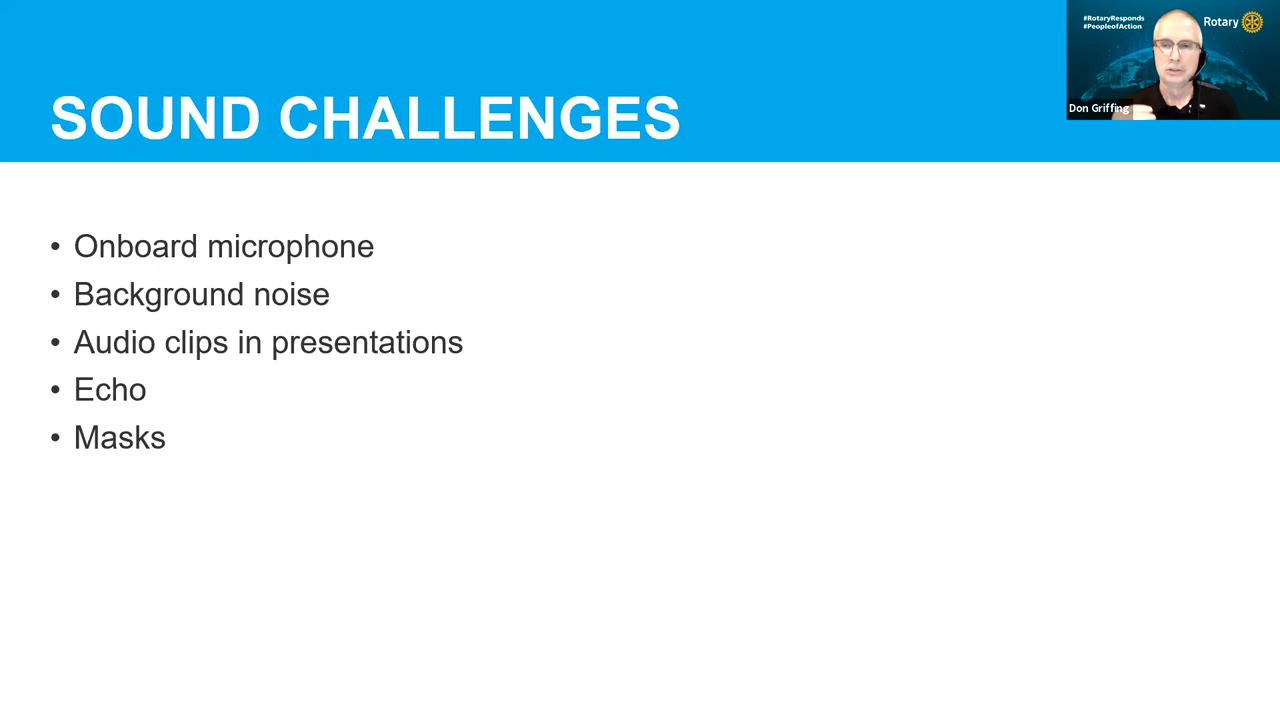 #RotaryResponds
#PeopleofAction
Rotary
Don Griffing
SOUND CHALLENGES
• Onboard microphone
• Background noise
• Audio clips in presentations
• Echo
• Masks